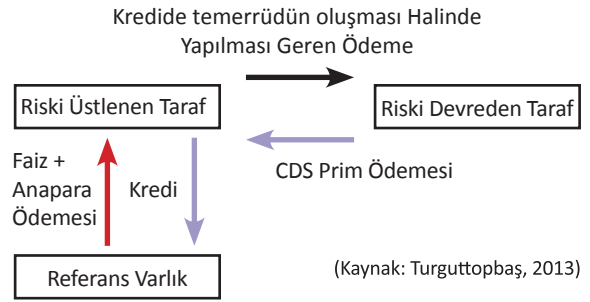 Kredide temerrüdün oluşması Halinde
Yapılması Geren Ödeme
Riski Üstlenen Taraf
Riski Devreden Taraf
CDS Prim Ödemesi
Faiz +
Anapara
Ödemesi
Kredi
Referans Varlık
(Kaynak: Turguttopbaş, 2013)